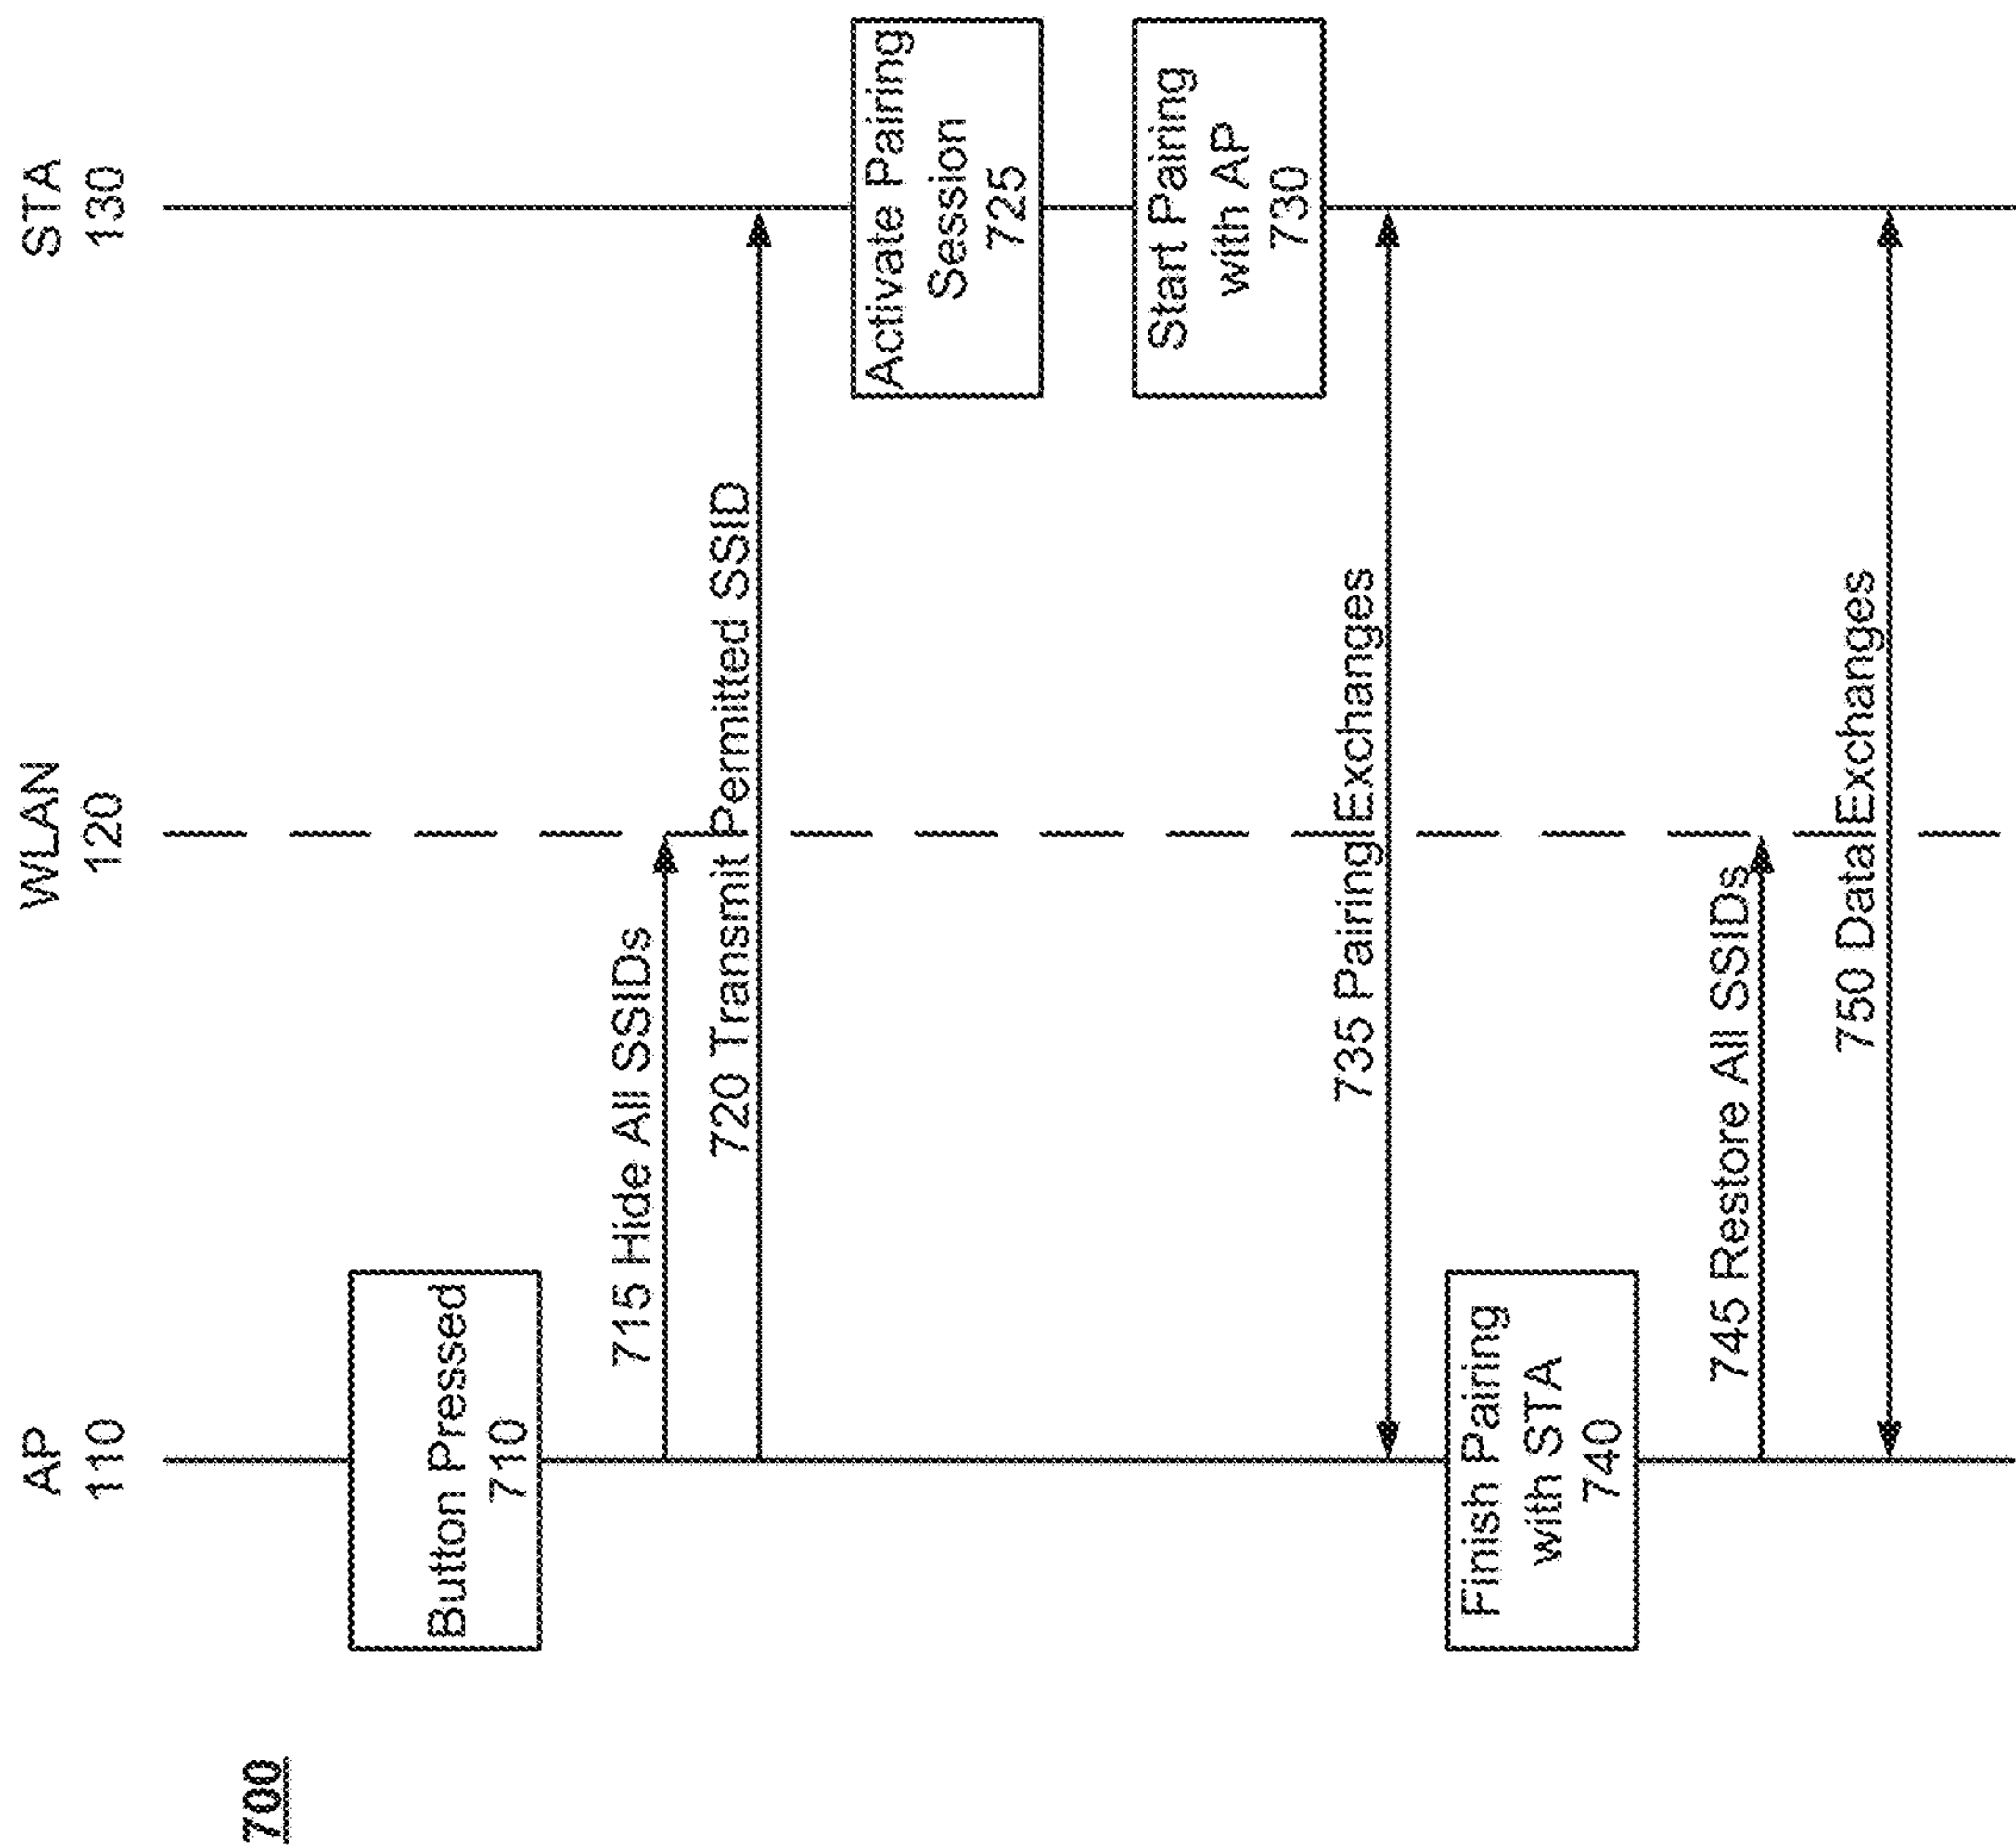 700
AP
110
WLAN
120
STA
130
Button Pressed
710
715 Hide All SSIDs
720 Transmit Permitted SSID
Activate Pairing
Session
725
Start Pairing
with AP
730
735 Pairing Exchanges
Finish Pairing
with STA
740
745 Restore All SSIDs
750 Data Exchanges